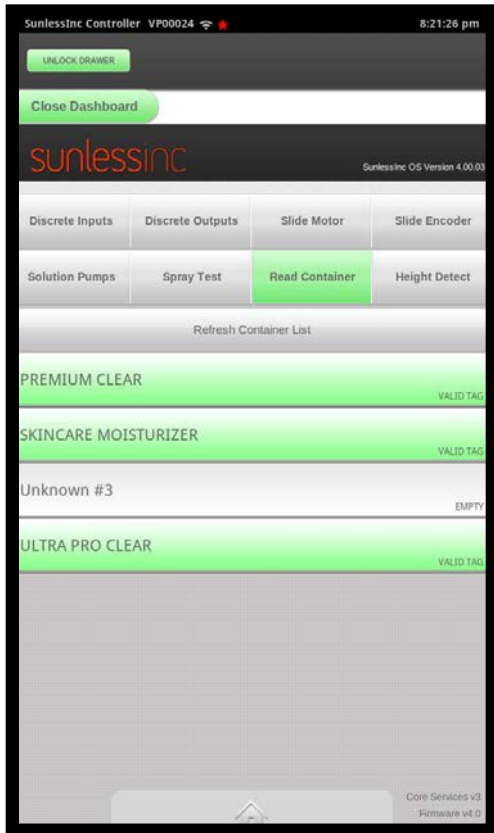 SunlessInc Controller VP00024 8:21:26 pm
UNLOCK DRAWER
Close Dashboard
sunlessinc
SunlessInc OS Version 4.00.03
Discrete Inputs Discrete Outputs Slide Motor Slide Encoder
Solution Pumps Spray Test Read Container Height Detect
Refresh Container List
PREMIUM CLEAR
VALID TAG
SKINCARE MOISTURIZER
VALID TAG
Unknown #3
EMPTY
ULTRA PRO CLEAR
VALID TAG
Core Services v3
Firmware v4.0